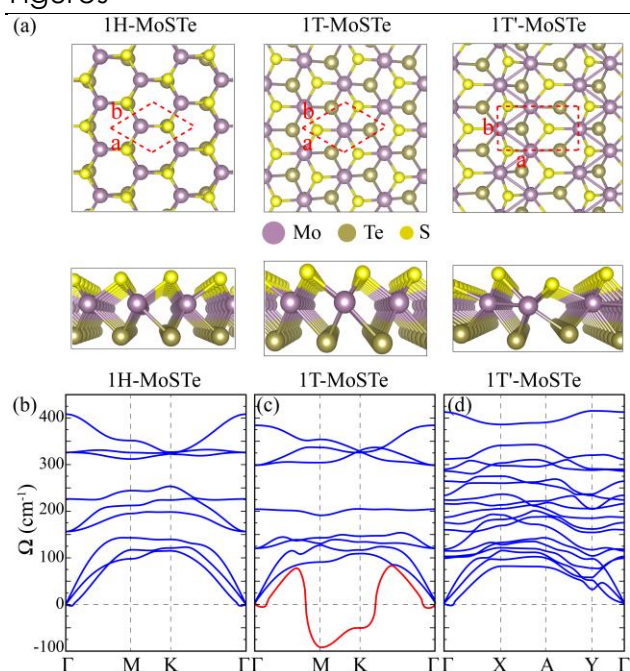 Figures
(a) 1H-MoSTe 1T-MoSTe 1T'-MoSTe
b b b
a a a
Mo Te S
1H-MoSTe 1T-MoSTe 1T'-MoSTe
(b) (c) (d)
400
300
200
100
0
-100
Ω (cm⁻¹)
Γ M K Γ Γ M K Γ Γ X A Y Γ